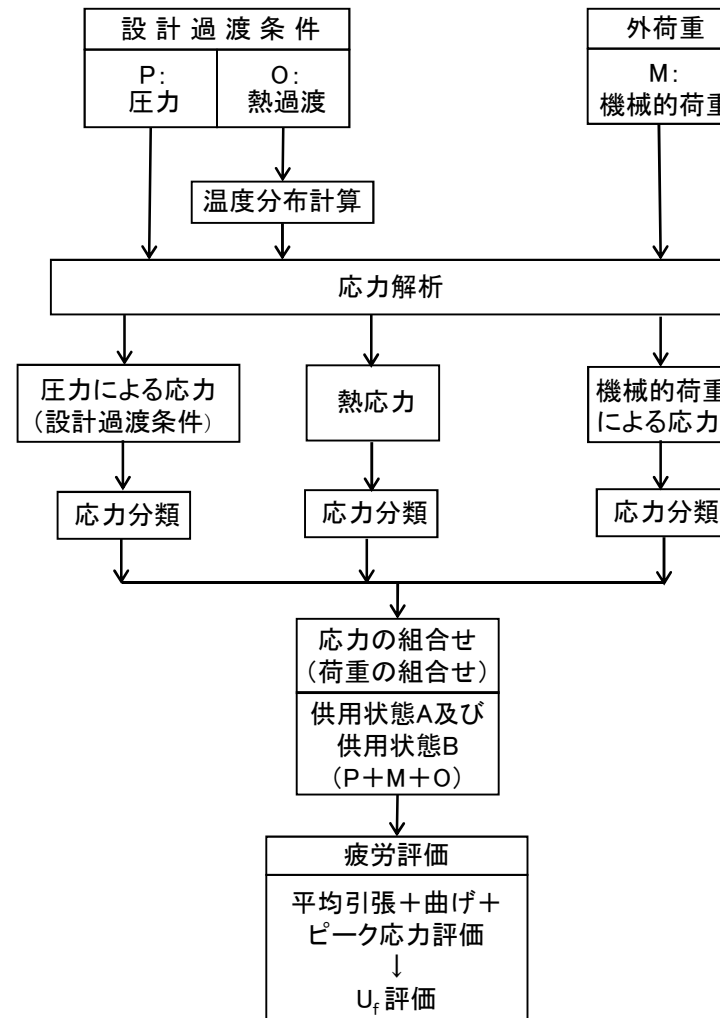 設計過渡条件
P:
圧力
O:
熱過渡
外荷重
M:
機械的荷重
温度分布計算
応力解析
圧力による応力
（設計過渡条件）
熱応力
機械的荷重
による応力
応力分類
応力分類
応力分類
応力の組合せ
（荷重の組合せ）
供用状態A及び
供用状態B
（P＋M＋O）
疲労評価
平均引張＋曲げ＋
ピーク応力評価
↓
Uf 評価